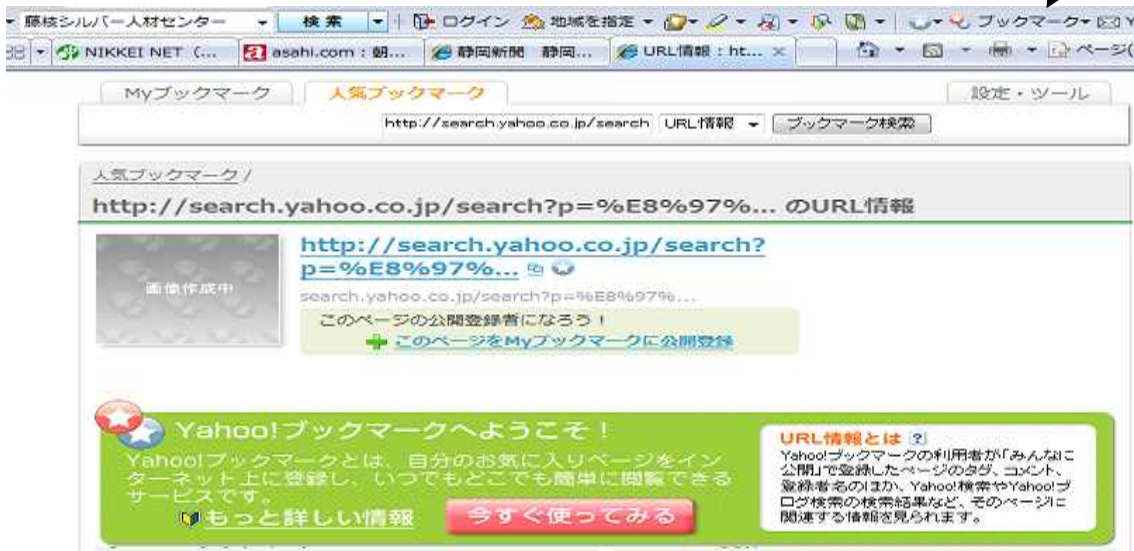 藤枝シルバー人材センター 検索 ログイン 地域を指定 ブックマーク
NIKKEI NET (... asahi.com：朝... 静岡新聞 静岡... URL情報：ht... ページ(
Myブックマーク 人気ブックマーク 設定・ツール
http://search.yahoo.co.jp/search URL情報 ブックマーク検索
人気ブックマーク /
http://search.yahoo.co.jp/search?p=%E8%97%... のURL情報
画像作成中
http://search.yahoo.co.jp/search?
p=%E8%97%...
search.yahoo.co.jp/search?p=%E8%97%...
このページの公開登録者になろう！
このページをMyブックマークに公開登録
Yahoo!ブックマークへようこそ！
Yahoo!ブックマークとは、自分のお気に入りページをイン
ターネット上に登録し、いつでもどこでも簡単に閲覧できる
サービスです。
もっと詳しい情報 今すぐ使ってみる
URL情報とは ?
Yahoo!ブックマークの利用者が「みんなに
公開」で登録したページのタグ、コメント、
登録者名のほか、Yahoo!検索やYahoo!ブ
ログ検索の検索結果など、そのページに
関連する情報を見られます。